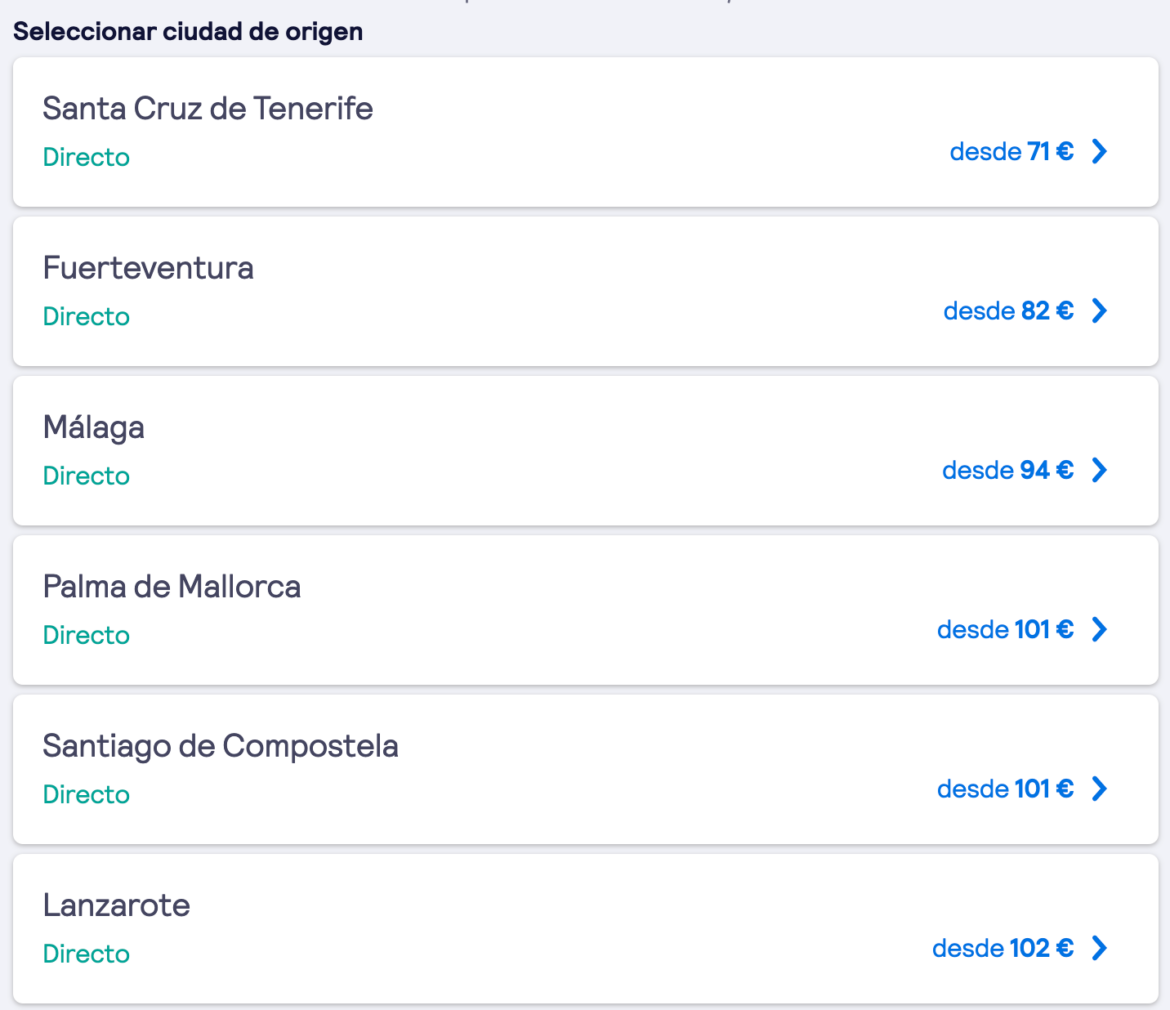 Seleccionar ciudad de origen
Santa Cruz de Tenerife
Directo
desde 71 €
Fuerteventura
Directo
desde 82 €
Málaga
Directo
desde 94 €
Palma de Mallorca
Directo
desde 101 €
Santiago de Compostela
Directo
desde 101 €
Lanzarote
Directo
desde 102 €